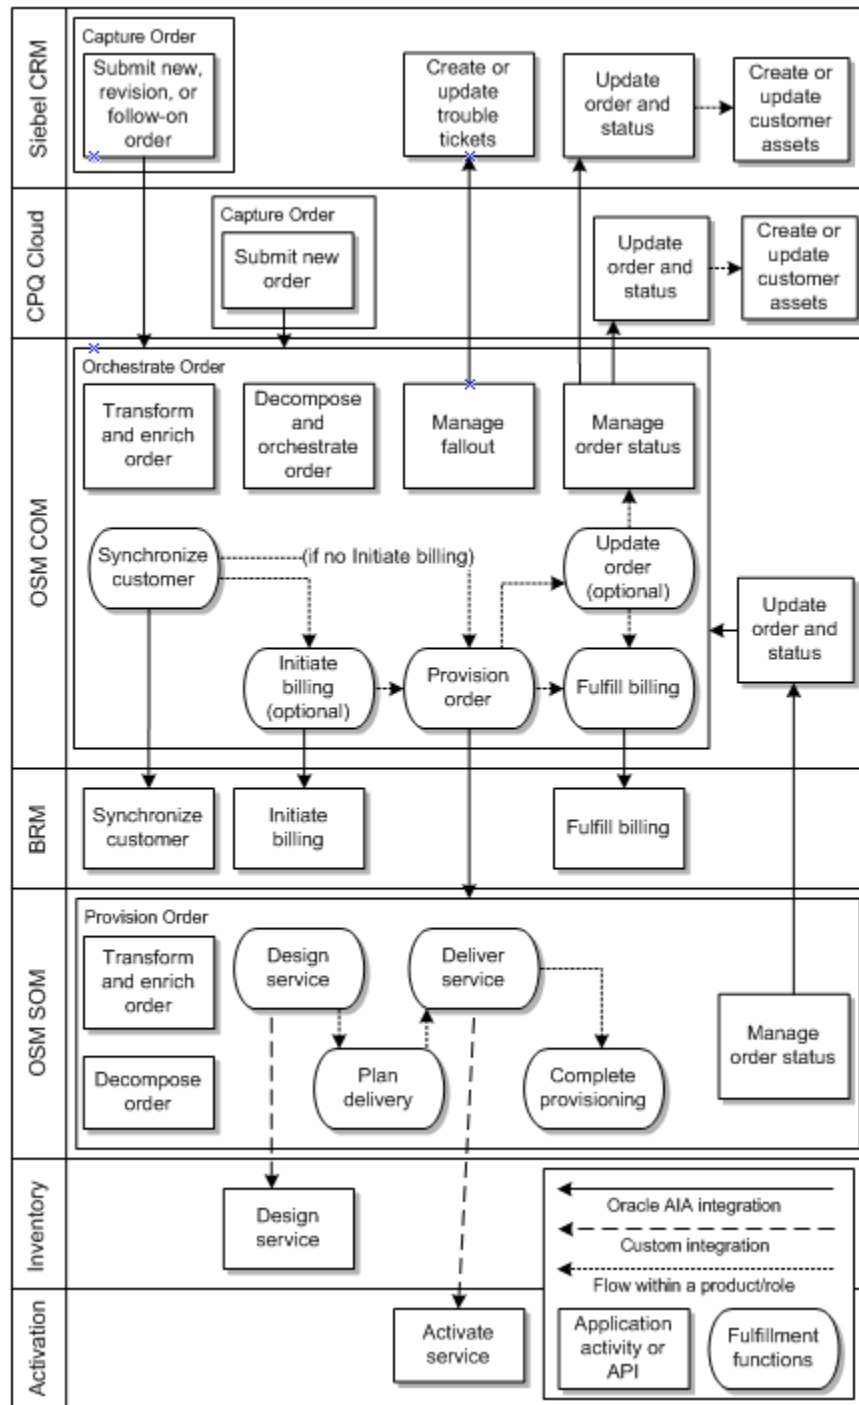 Siebel CRM
Capture Order
Submit new,
revision, or
follow-on
order
Create or
update
trouble
tickets
Update
order and
status
Create or
update
customer
assets
CPQ Cloud
Capture Order
Submit new
order
Update
order and
status
Create or
update
customer
assets
OSM COM
Orchestrate Order
Transform
and enrich
order
Decompose
and
orchestrate
order
Manage
fallout
Manage
order status
Synchronize
customer
(if no Initiate billing)
Update
order
(optional)
Update
order and
status
Initiate
billing
(optional)
Provision
order
Fulfill billing
BRM
Synchronize
customer
Initiate
billing
Fulfill billing
OSM SOM
Provision Order
Transform
and enrich
order
Design
service
Deliver
service
Manage
order status
Decompose
order
Plan
delivery
Complete
provisioning
Inventory
Design
service
Activation
Activate
service
Oracle AIA integration
Custom integration
Flow within a product/role
Application
activity or
API
Fulfillment
functions